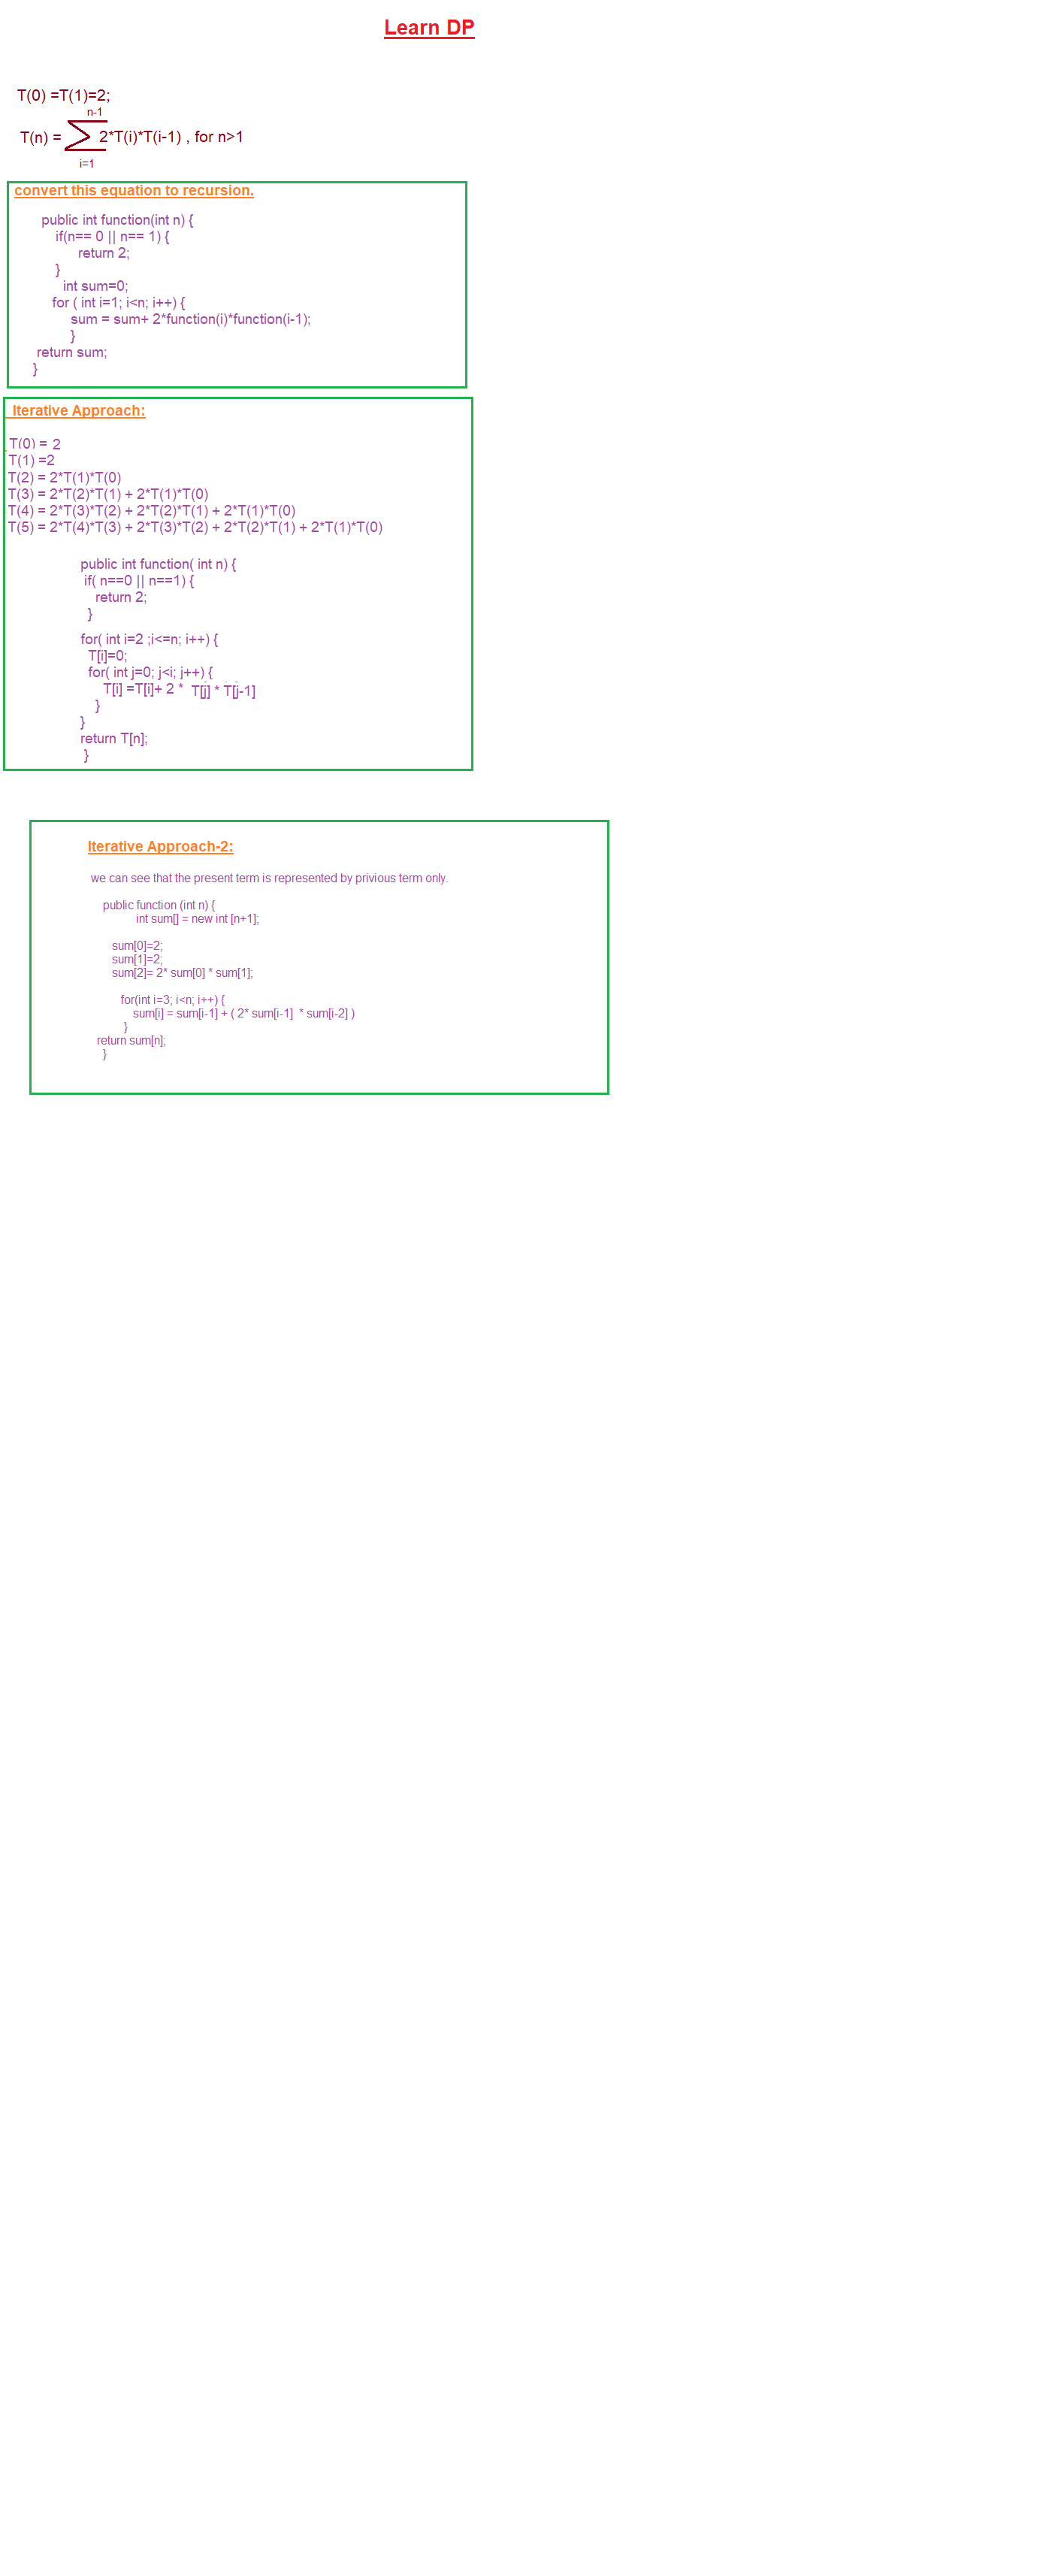 Learn DP
T(0) =T(1)=2;
n-1
T(n) = ∑ 2*T(i)*T(i-1) , for n>1
i=1
convert this equation to recursion.
public int function(int n) {
if(n== 0 || n== 1) {
return 2;
}
int sum=0;
for ( int i=1; i<n; i++) {
sum = sum+ 2*function(i)*function(i-1);
}
return sum;
}
Iterative Approach:
T(0) = 2
T(1) =2
T(2) = 2*T(1)*T(0)
T(3) = 2*T(2)*T(1) + 2*T(1)*T(0)
T(4) = 2*T(3)*T(2) + 2*T(2)*T(1) + 2*T(1)*T(0)
T(5) = 2*T(4)*T(3) + 2*T(3)*T(2) + 2*T(2)*T(1) + 2*T(1)*T(0)
public int function( int n) {
if( n==0 || n==1) {
return 2;
}
for( int i=2 ;i<=n; i++) {
T[i]=0;
for( int j=0; j<i; j++) {
T[i] =T[i]+ 2 * T[j] * T[j-1]
}
}
return T[n];
}
Iterative Approach-2:
we can see that the present term is represented by privious term only.
public function (int n) {
int sum[] = new int [n+1];
sum[0]=2;
sum[1]=2;
sum[2]= 2* sum[0] * sum[1];
for(int i=3; i<n; i++) {
sum[i] = sum[i-1] + ( 2* sum[i-1] * sum[i-2] )
}
return sum[n];
}